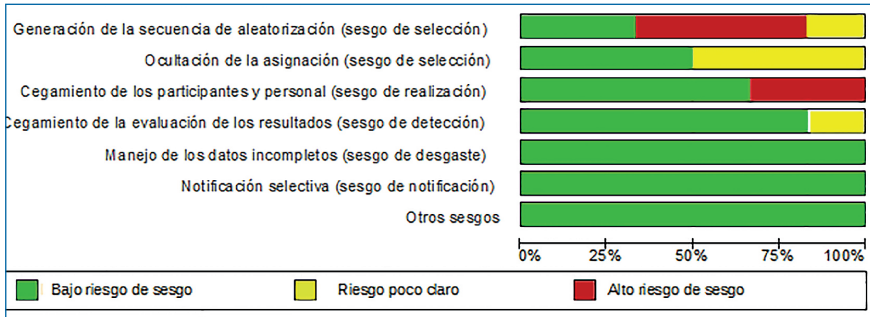 Generación de la secuencia de aleatorización (sesgo de selección)
Ocultación de la asignación (sesgo de selección)
Cegamiento de los participantes y personal (sesgo de realización)
Cegamiento de la evaluación de los resultados (sesgo de detección)
Manejo de los datos incompletos (sesgo de desgaste)
Notificación selectiva (sesgo de notificación)
Otros sesgos
0% 25% 50% 75% 100%
Bajo riesgo de sesgo Riesgo poco claro Alto riesgo de sesgo